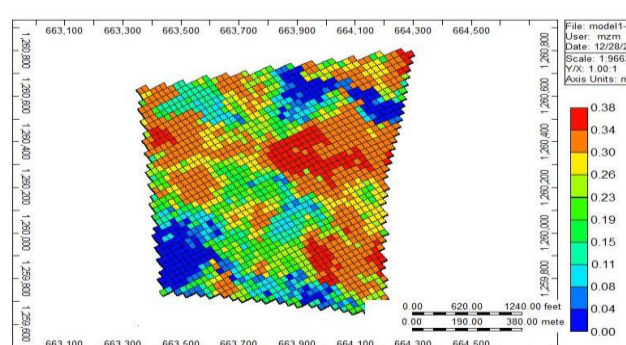 663,100 663,300 663,500 663,700 663,900 664,100 664,300 664,500
File: model1-
User: mzm
Date: 12/28/2
Scale: 1:966
Y/X: 1.00:1
Axis Units: m
1,260,800
1,260,600
1,260,400
1,260,200
1,260,000
1,259,800
1,259,600
1,260,800
1,260,600
1,260,400
1,260,200
1,260,000
1,259,800
0.38
0.34
0.30
0.26
0.23
0.19
0.15
0.11
0.08
0.04
0.00
0.00 620.00 1240.00 feet
0.00 190.00 380.00 mete
663,100 663,300 663,500 663,700 663,900 664,100 664,300 664,500